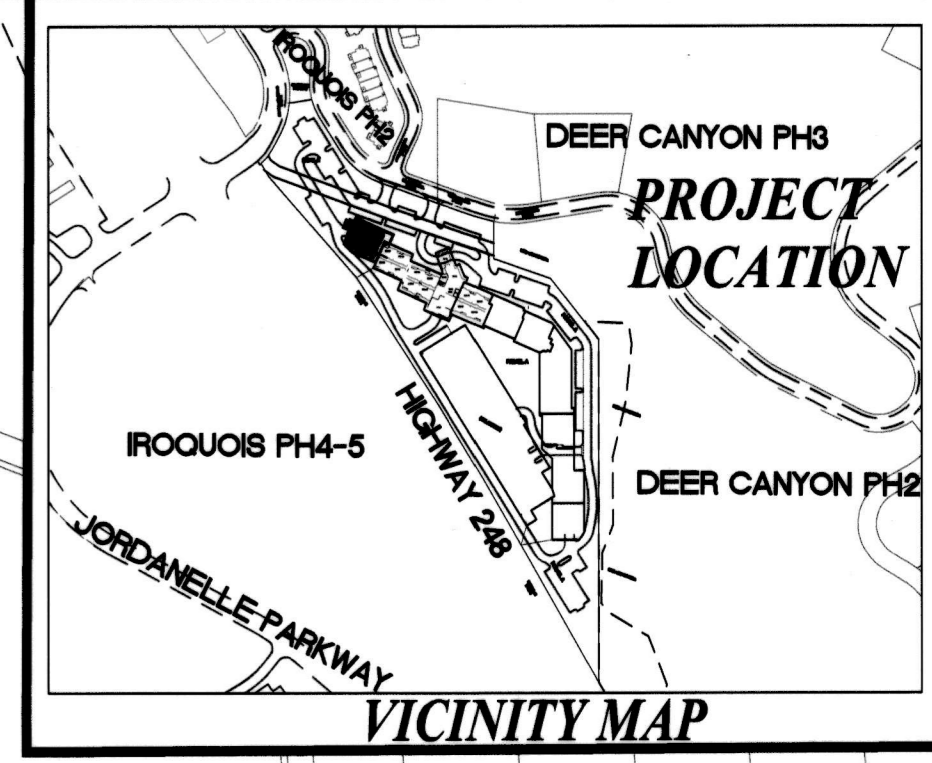 IROQUOIS PH2
DEER CANYON PH3
PROJECT
LOCATION
HIGHWAY 248
IROQUOIS PH4-5
DEER CANYON PH2
JORDANELLE PARKWAY
VICINITY MAP